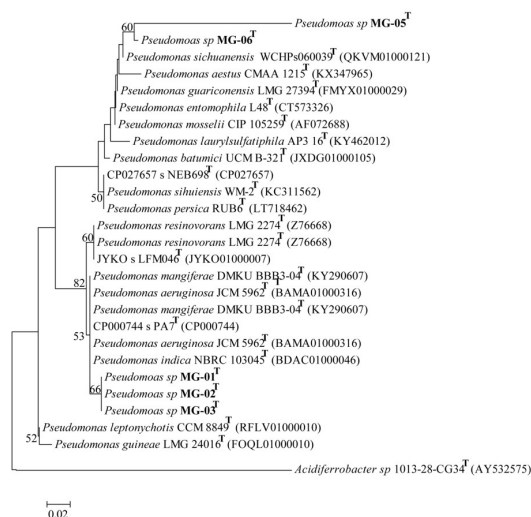 60
Pseudomoas sp MG-05T
Pseudomoas sp MG-06T
Pseudomonas sichuanensis WCHPs060039T (QKVM01000121)
Pseudomonas aestus CMAA 1215T (KX347965)
Pseudomonas guariconensis LMG 27394T (FMYX01000029)
Pseudomonas entomophila L48T (CT573326)
Pseudomonas mosselii CIP 105259T (AF072688)
Pseudomonas laurylsulfatiphila AP3 16T (KY462012)
Pseudomonas batumici UCM B-321T (JXDG01000105)
CP027657 s NEB698T (CP027657)
Pseudomonas sihuiensis WM-2T (KC311562)
50
Pseudomonas persica RUB6T (LT718462)
Pseudomonas resinovorans LMG 2274T (Z76668)
60
Pseudomonas resinovorans LMG 2274T (Z76668)
JYKO s LFM046T (JYKO01000007)
82
Pseudomonas mangiferae DMKU BBB3-04T (KY290607)
Pseudomonas aeruginosa JCM 5962T (BAMA01000316)
Pseudomonas mangiferae DMKU BBB3-04T (KY290607)
CP000744 s PA7T (CP000744)
53
Pseudomonas aeruginosa JCM 5962T (BAMA01000316)
Pseudomonas indica NBRC 103045T (BDAC01000046)
Pseudomoas sp MG-01T
66
Pseudomoas sp MG-02T
Pseudomoas sp MG-03T
Pseudomonas leptonychotis CCM 8849T (RFLV01000010)
52
Pseudomonas guineae LMG 24016T (FOQL01000010)
Acidiferrobacter sp 1013-28-CG34T (AY532575)
0.02